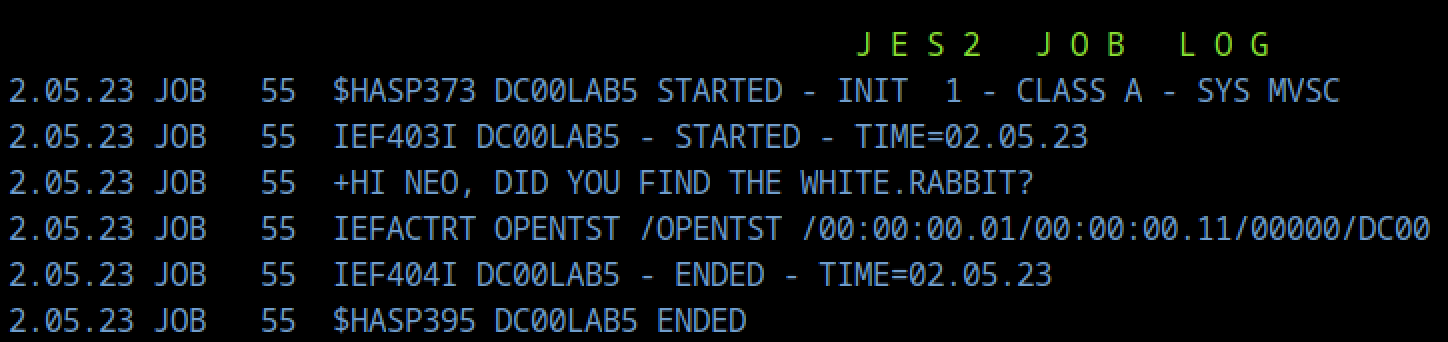 J E S 2   J O B   L O G
2.05.23 JOB   55  $HASP373 DC00LAB5 STARTED - INIT  1 - CLASS A - SYS MVSC
2.05.23 JOB   55  IEF403I DC00LAB5 - STARTED - TIME=02.05.23
2.05.23 JOB   55  +HI NEO, DID YOU FIND THE WHITE.RABBIT?
2.05.23 JOB   55  IEFACTRT OPENTST /OPENTST /00:00:00.01/00:00:00.11/00000/DC00
2.05.23 JOB   55  IEF404I DC00LAB5 - ENDED - TIME=02.05.23
2.05.23 JOB   55  $HASP395 DC00LAB5 ENDED